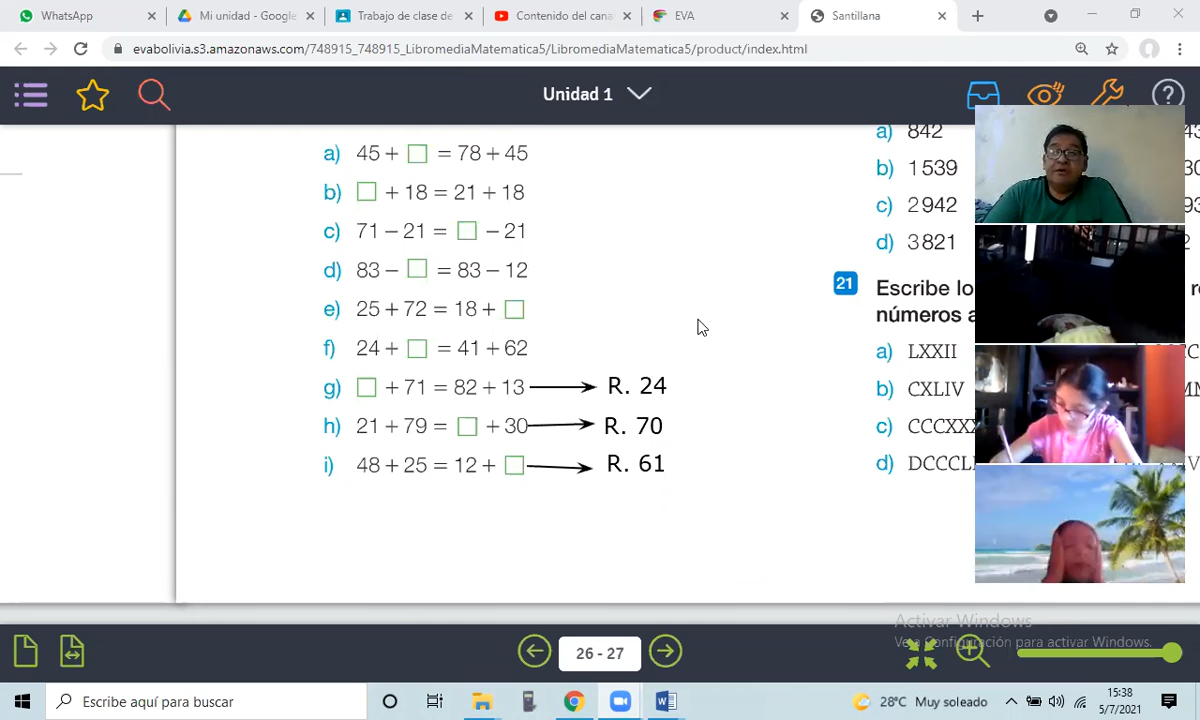 WhatsApp
Mi unidad - Google
Trabajo de clase de
Contenido del cana
EVA
Santillana
evabolivia.s3.amazonaws.com/748915_748915_LibromediaMatematica5/LibromediaMatematica5/product/index.html
Unidad 1
a) 45 + □ = 78 + 45
b) □ + 18 = 21 + 18
c) 71 − 21 = □ − 21
d) 83 − □ = 83 − 12
e) 25 + 72 = 18 + □
f) 24 + □ = 41 + 62
g) □ + 71 = 82 + 13 → R. 24
h) 21 + 79 = □ + 30 → R. 70
i) 48 + 25 = 12 + □ → R. 61
a) 842
b) 1 539
c) 2 942
d) 3 821
21 Escribe lo
números a
a) LXXII
b) CXLIV
c) CCCXXX
d) DCCCL
Activar Windows
Ve a Configuración para activar Windows.
26 - 27
Escribe aquí para buscar
28°C Muy soleado
15:38
5/7/2021